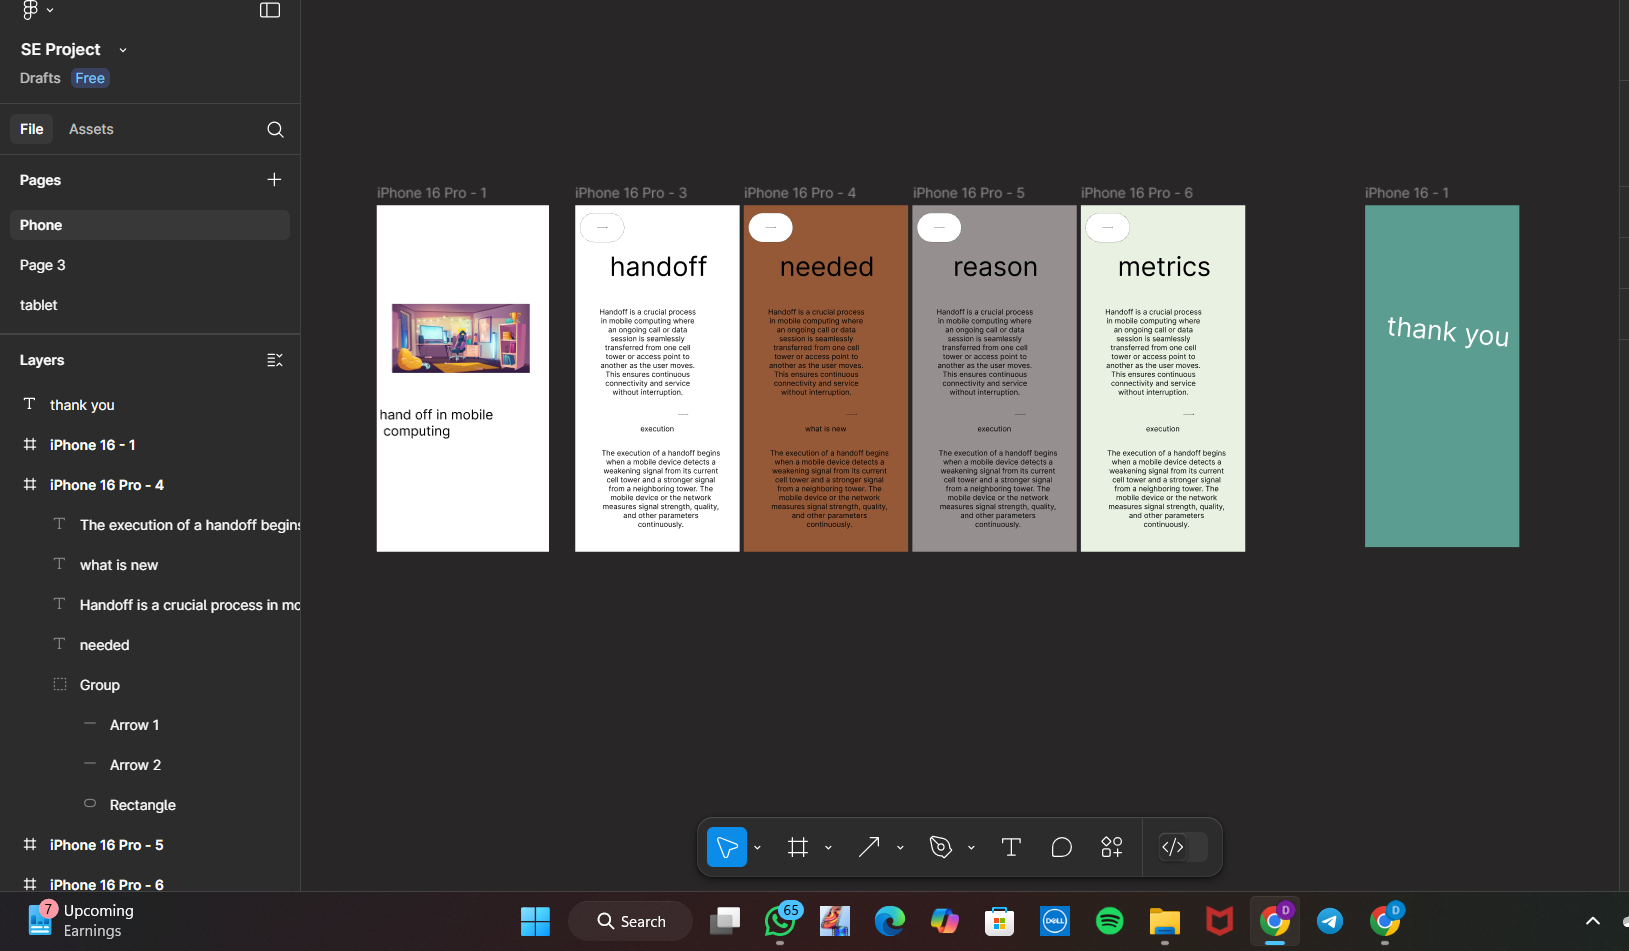 SE Project
Drafts Free
File Assets
Pages
Phone
Page 3
tablet
Layers
thank you
iPhone 16 - 1
iPhone 16 Pro - 4
The execution of a handoff begins
what is new
Handoff is a crucial process in mo
needed
Group
Arrow 1
Arrow 2
Rectangle
iPhone 16 Pro - 5
iPhone 16 Pro - 6
iPhone 16 Pro - 1
hand off in mobile
computing
iPhone 16 Pro - 3
handoff
Handoff is a crucial process
in mobile computing where
an ongoing call or data
session is seamlessly
transferred from one cell
tower or access point to
another as the user moves.
This ensures continuous
connectivity and service
without interruption.
execution
The execution of a handoff begins
when a mobile device detects a
weakening signal from its current
cell tower and a stronger signal
from a neighboring tower. The
mobile device or the network
measures signal strength, quality,
and other parameters
continuously.
iPhone 16 Pro - 4
needed
Handoff is a crucial process
in mobile computing where
an ongoing call or data
session is seamlessly
transferred from one cell
tower or access point to
another as the user moves.
This ensures continuous
connectivity and service
without interruption.
what is new
The execution of a handoff begins
when a mobile device detects a
weakening signal from its current
cell tower and a stronger signal
from a neighboring tower. The
mobile device or the network
measures signal strength, quality,
and other parameters
continuously.
iPhone 16 Pro - 5
reason
Handoff is a crucial process
in mobile computing where
an ongoing call or data
session is seamlessly
transferred from one cell
tower or access point to
another as the user moves.
This ensures continuous
connectivity and service
without interruption.
execution
The execution of a handoff begins
when a mobile device detects a
weakening signal from its current
cell tower and a stronger signal
from a neighboring tower. The
mobile device or the network
measures signal strength, quality,
and other parameters
continuously.
iPhone 16 Pro - 6
metrics
Handoff is a crucial process
in mobile computing where
an ongoing call or data
session is seamlessly
transferred from one cell
tower or access point to
another as the user moves.
This ensures continuous
connectivity and service
without interruption.
execution
The execution of a handoff begins
when a mobile device detects a
weakening signal from its current
cell tower and a stronger signal
from a neighboring tower. The
mobile device or the network
measures signal strength, quality,
and other parameters
continuously.
iPhone 16 - 1
thank you
7
Upcoming
Earnings
Search
65
DELL
D
D